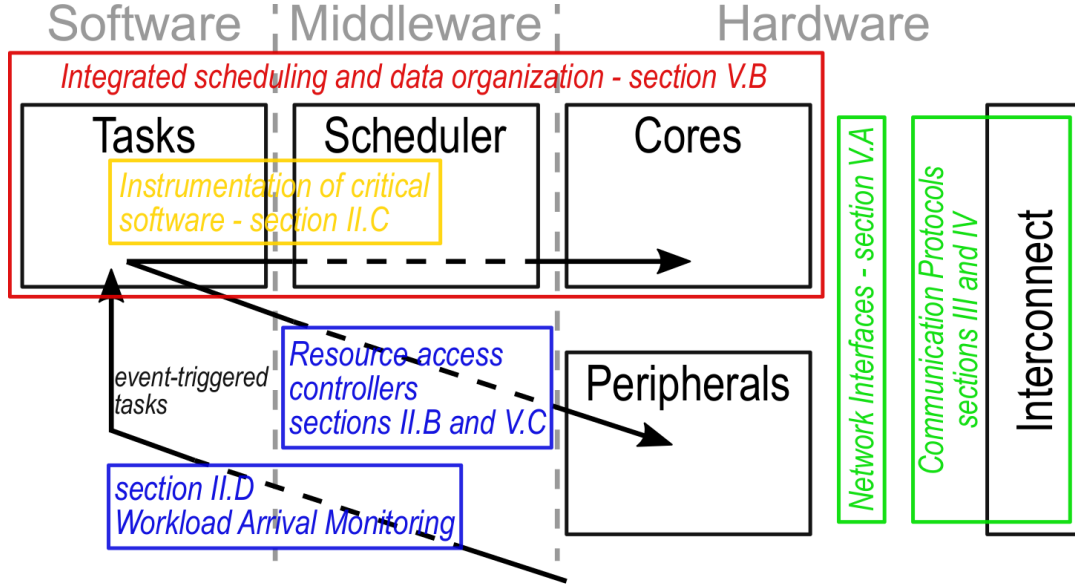 Software
Middleware
Hardware
Integrated scheduling and data organization - section V.B
Tasks
Scheduler
Cores
Instrumentation of critical
software - section II.C
event-triggered
tasks
Resource access
controllers
sections II.B and V.C
section II.D
Workload Arrival Monitoring
Peripherals
Network Interfaces - section V.A
Communication Protocols
sections III and IV
Interconnect